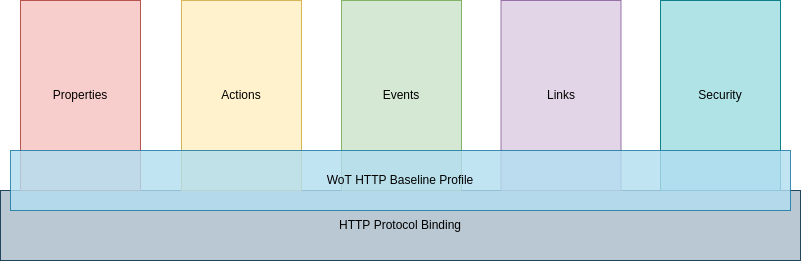 Properties
Actions
Events
Links
Security
WoT HTTP Baseline Profile
HTTP Protocol Binding